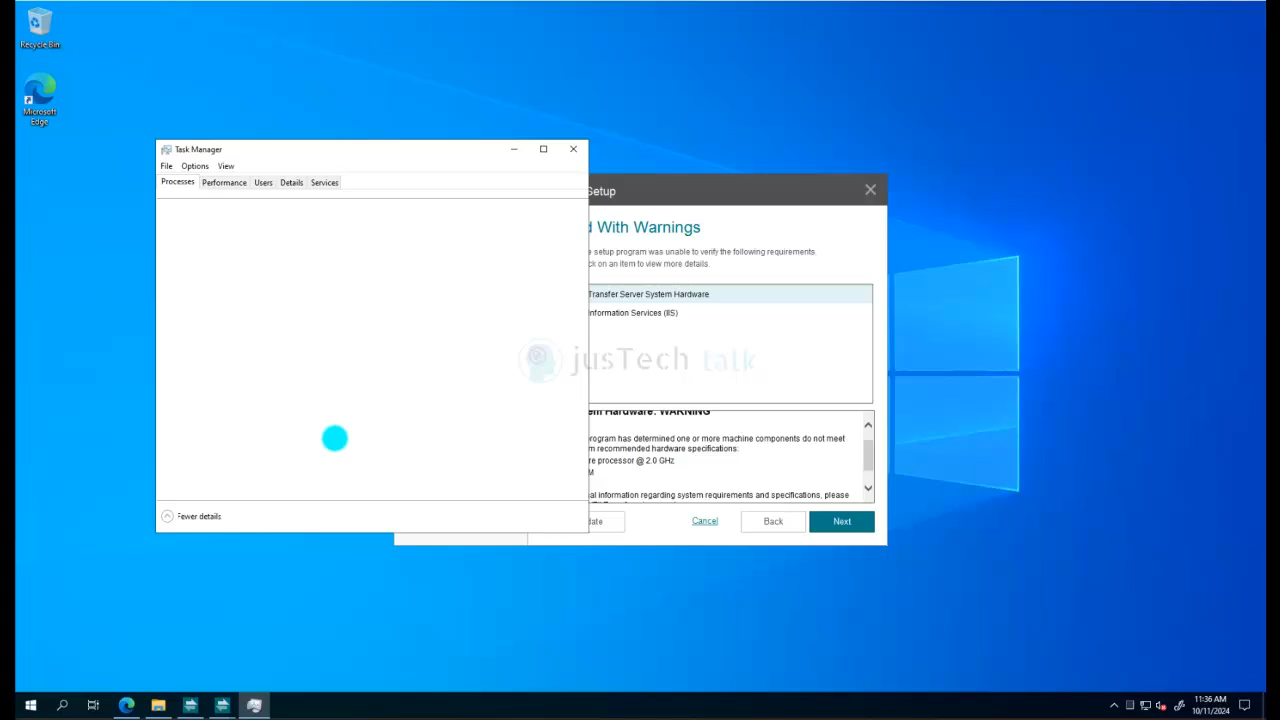 Recycle Bin
Microsoft
Edge
Task Manager
File Options View
Processes Performance Users Details Services
Fewer details
Setup
d With Warnings
e setup program was unable to verify the following requirements.
ck on an item to view more details.
Transfer Server System Hardware
nformation Services (IIS)
jusTech talk
em Hardware: WARNING
program has determined one or more machine components do not meet
m recommended hardware specifications:
re processor @ 2.0 GHz
M
nal information regarding system requirements and specifications, please
date
Cancel
Back
Next
11:36 AM
10/11/2024